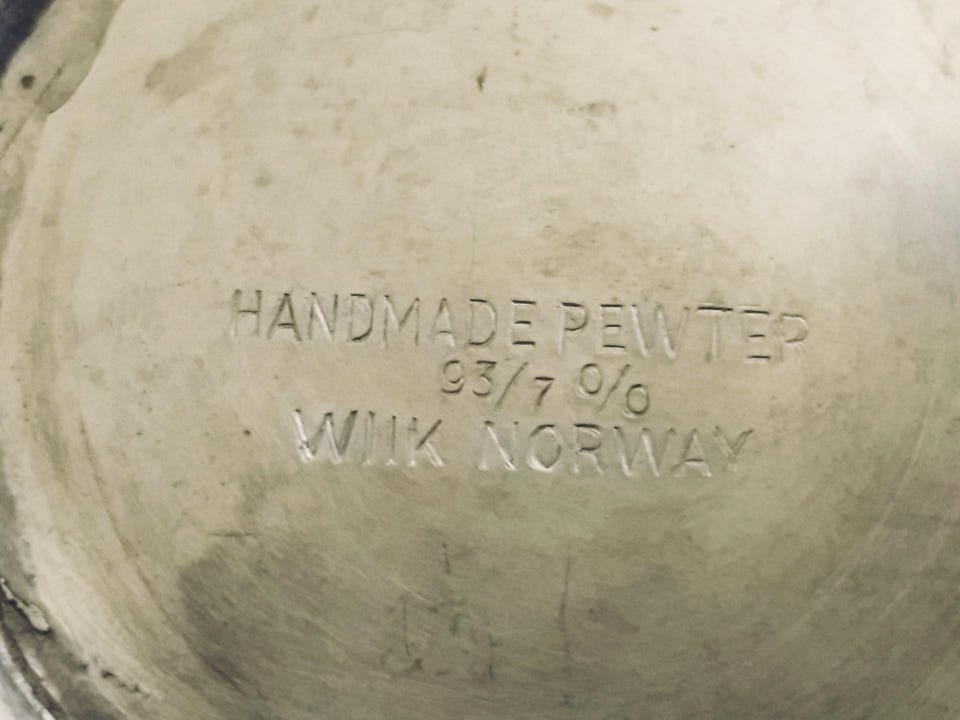 HANDMADE PEWTER
93/7 %
WIIK NORWAY